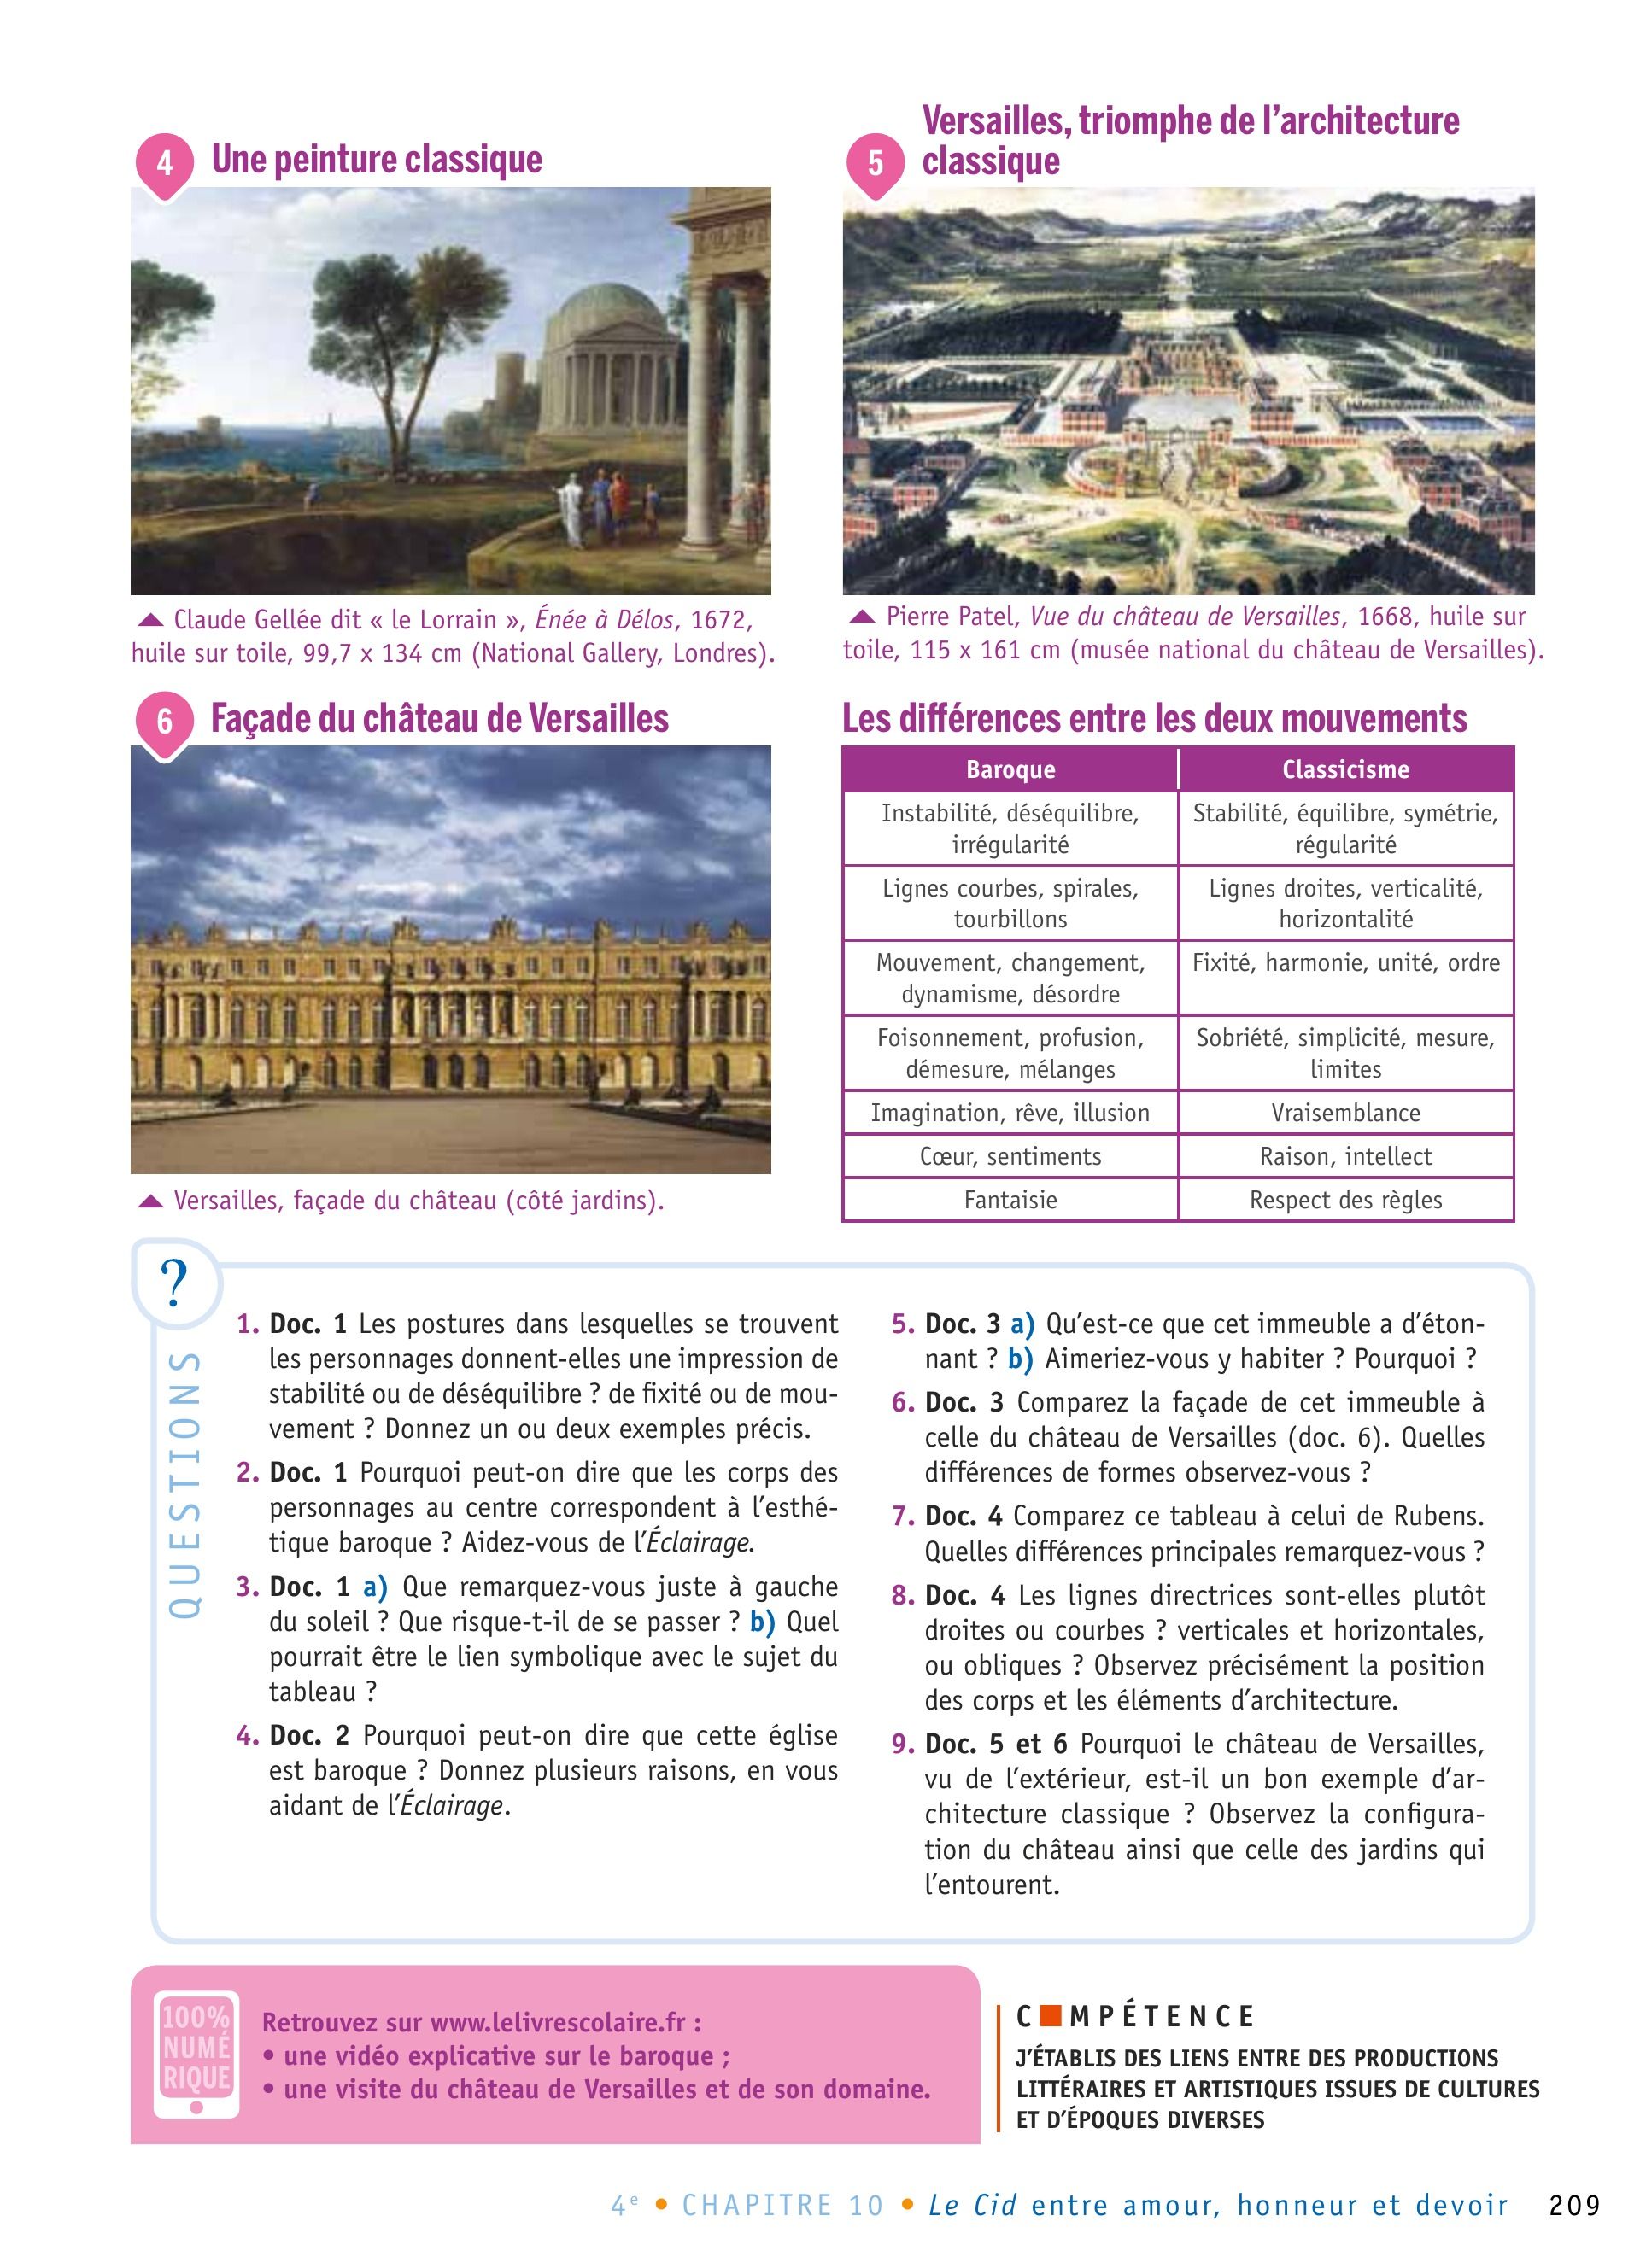 4
Une peinture classique
▲ Claude Gellée dit « le Lorrain », Énée à Délos, 1672,
huile sur toile, 99,7 x 134 cm (National Gallery, Londres).
5
Versailles, triomphe de l’architecture
classique
▲ Pierre Patel, Vue du château de Versailles, 1668, huile sur
toile, 115 x 161 cm (musée national du château de Versailles).
6
Façade du château de Versailles
▲ Versailles, façade du château (côté jardins).
Les différences entre les deux mouvements
Baroque
Classicisme
Instabilité, déséquilibre,
irrégularité
Stabilité, équilibre, symétrie,
régularité
Lignes courbes, spirales,
tourbillons
Lignes droites, verticalité,
horizontalité
Mouvement, changement,
dynamisme, désordre
Fixité, harmonie, unité, ordre
Foisonnement, profusion,
démesure, mélanges
Sobriété, simplicité, mesure,
limites
Imagination, rêve, illusion
Vraisemblance
Cœur, sentiments
Raison, intellect
Fantaisie
Respect des règles
?
QUESTIONS
1. Doc. 1 Les postures dans lesquelles se trouvent
les personnages donnent-elles une impression de
stabilité ou de déséquilibre ? de fixité ou de mou-
vement ? Donnez un ou deux exemples précis.
2. Doc. 1 Pourquoi peut-on dire que les corps des
personnages au centre correspondent à l’esthé-
tique baroque ? Aidez-vous de l’Éclairage.
3. Doc. 1 a) Que remarquez-vous juste à gauche
du soleil ? Que risque-t-il de se passer ? b) Quel
pourrait être le lien symbolique avec le sujet du
tableau ?
4. Doc. 2 Pourquoi peut-on dire que cette église
est baroque ? Donnez plusieurs raisons, en vous
aidant de l’Éclairage.
5. Doc. 3 a) Qu’est-ce que cet immeuble a d’éton-
nant ? b) Aimeriez-vous y habiter ? Pourquoi ?
6. Doc. 3 Comparez la façade de cet immeuble à
celle du château de Versailles (doc. 6). Quelles
différences de formes observez-vous ?
7. Doc. 4 Comparez ce tableau à celui de Rubens.
Quelles différences principales remarquez-vous ?
8. Doc. 4 Les lignes directrices sont-elles plutôt
droites ou courbes ? verticales et horizontales,
ou obliques ? Observez précisément la position
des corps et les éléments d’architecture.
9. Doc. 5 et 6 Pourquoi le château de Versailles,
vu de l’extérieur, est-il un bon exemple d’ar-
chitecture classique ? Observez la configura-
tion du château ainsi que celle des jardins qui
l’entourent.
100%
NUMÉ
RIQUE
Retrouvez sur www.lelivrescolaire.fr :
• une vidéo explicative sur le baroque ;
• une visite du château de Versailles et de son domaine.
C■MPÉTENCE
J’ÉTABLIS DES LIENS ENTRE DES PRODUCTIONS
LITTÉRAIRES ET ARTISTIQUES ISSUES DE CULTURES
ET D’ÉPOQUES DIVERSES
4e • CHAPITRE 10 • Le Cid entre amour, honneur et devoir 209